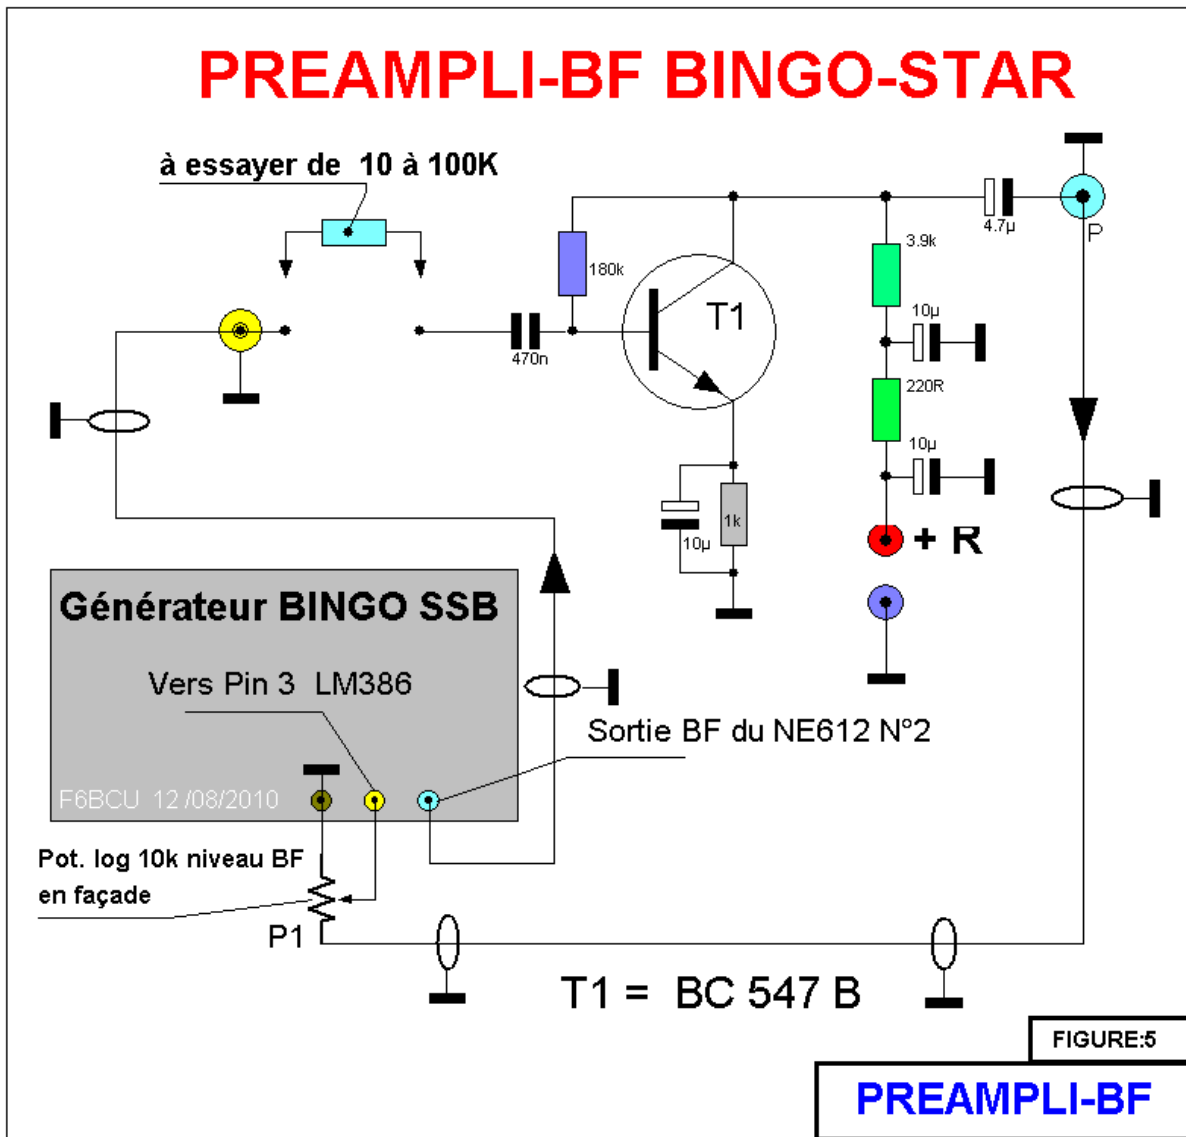 PREAMPLI-BF BINGO-STAR
à essayer de 10 à 100K
180k
T1
470n
3.9k
4.7µ
P
10µ
220R
10µ
1k
10µ
+ R
Générateur BINGO SSB
Vers Pin 3 LM386
Sortie BF du NE612 N°2
F6BCU 12 /08/2010
Pot. log 10k niveau BF
en façade
P1
T1 = BC 547 B
FIGURE:5
PREAMPLI-BF